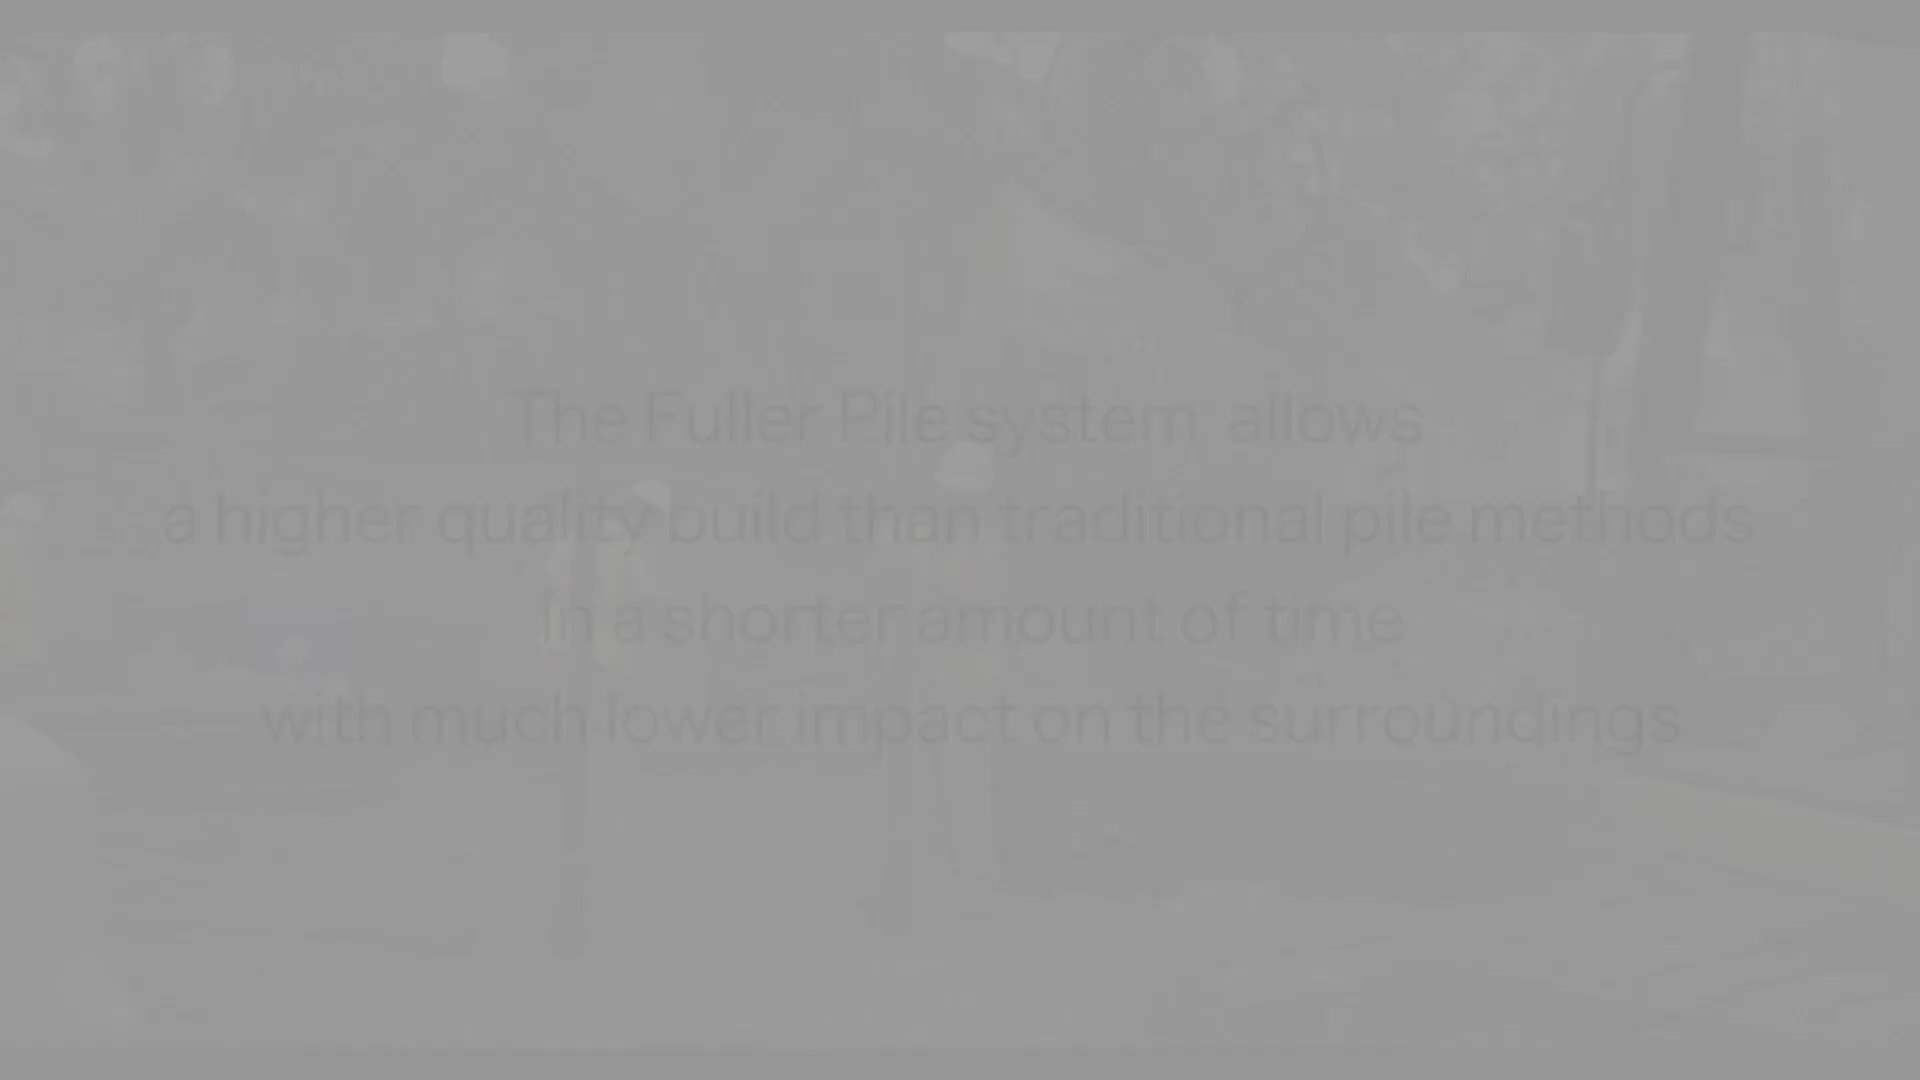 The Fuller Pile system allows
a higher quality build than traditional pile methods
in a shorter amount of time
with much lower impact on the surroundings